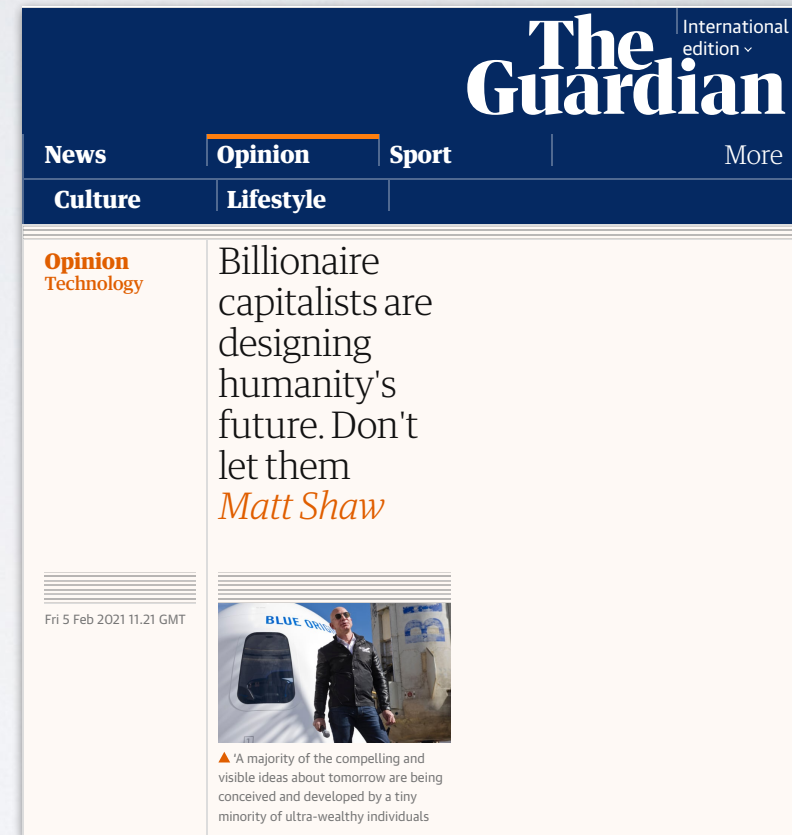 The
Guardian
International
edition
News
Opinion
Sport
More
Culture
Lifestyle
Opinion
Technology
Billionaire
capitalists are
designing
humanity's
future. Don't
let them
Matt Shaw
Fri 5 Feb 2021 11.21 GMT
BLUE ORIG
B
‘A majority of the compelling and
visible ideas about tomorrow are being
conceived and developed by a tiny
minority of ultra-wealthy individuals